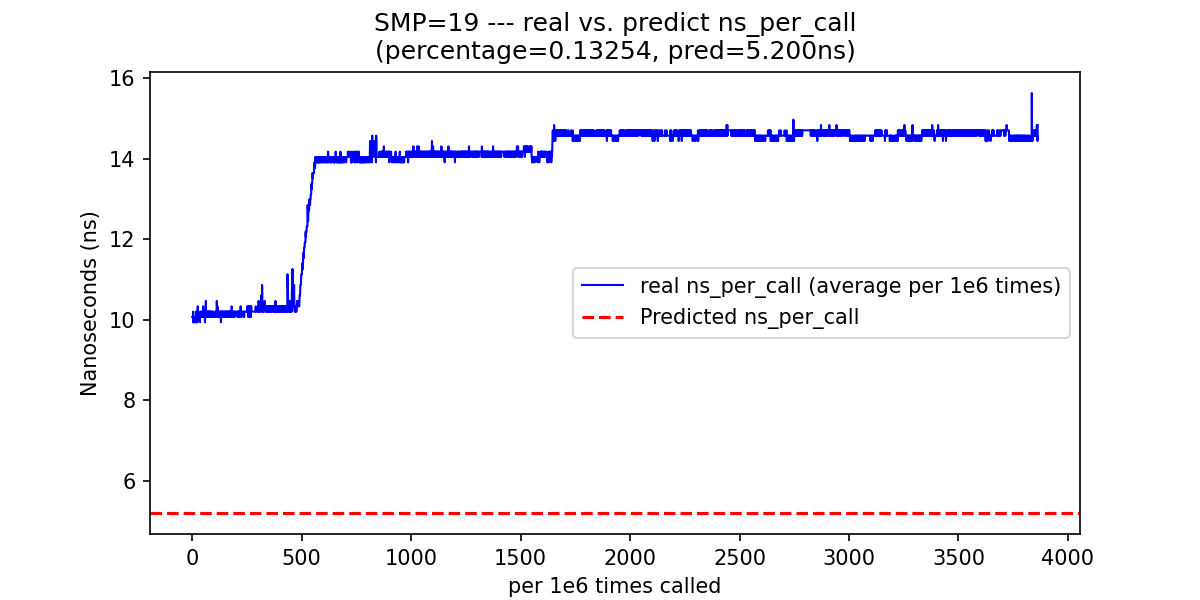 SMP=19 --- real vs. predict ns_per_call
(percentage=0.13254, pred=5.200ns)
16
14
12
10
8
6
Nanoseconds (ns)
real ns_per_call (average per 1e6 times)
Predicted ns_per_call
0 500 1000 1500 2000 2500 3000 3500 4000
per 1e6 times called